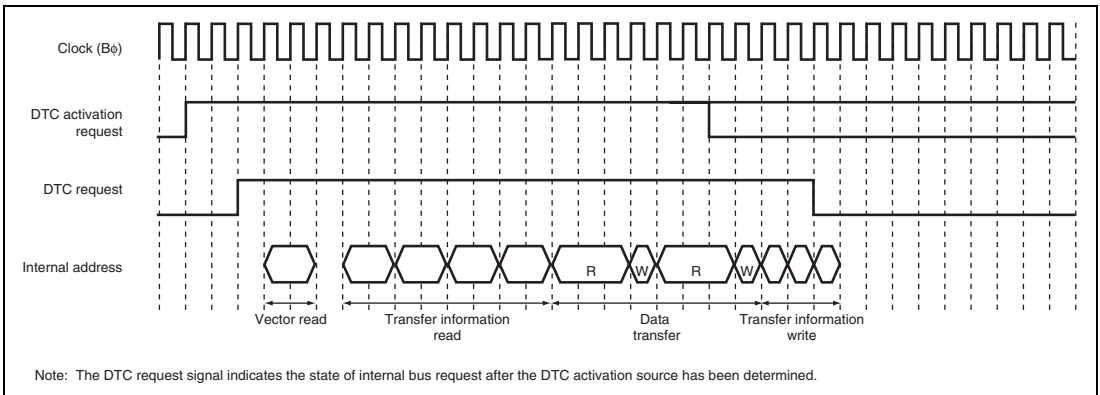 Clock (Bφ)
DTC activation
request
DTC request
Internal address
R
W
R
W
Vector read
Transfer information
read
Data
transfer
Transfer information
write
Note: The DTC request signal indicates the state of internal bus request after the DTC activation source has been determined.